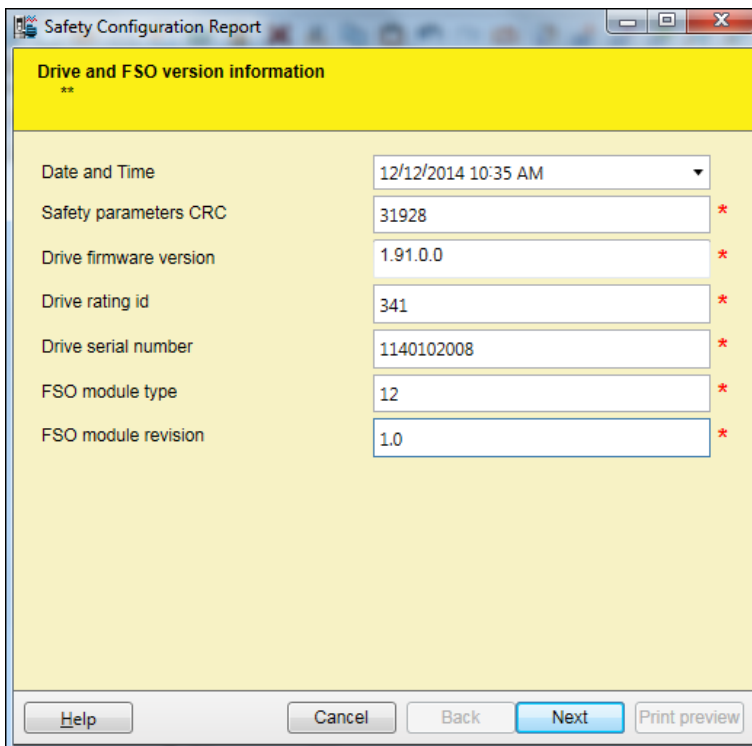 Safety Configuration Report
Drive and FSO version information
**
Date and Time 12/12/2014 10:35 AM
Safety parameters CRC 31928 *
Drive firmware version 1.91.0.0 *
Drive rating id 341 *
Drive serial number 1140102008 *
FSO module type 12 *
FSO module revision 1.0 *
Help Cancel Back Next Print preview